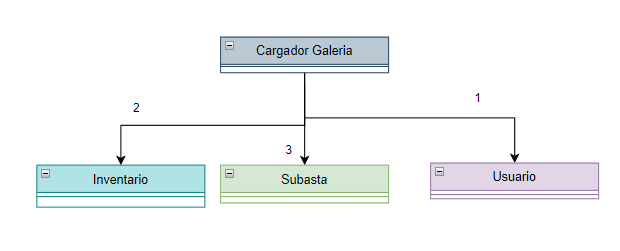 Cargador Galeria
1
2
3
Inventario
Subasta
Usuario